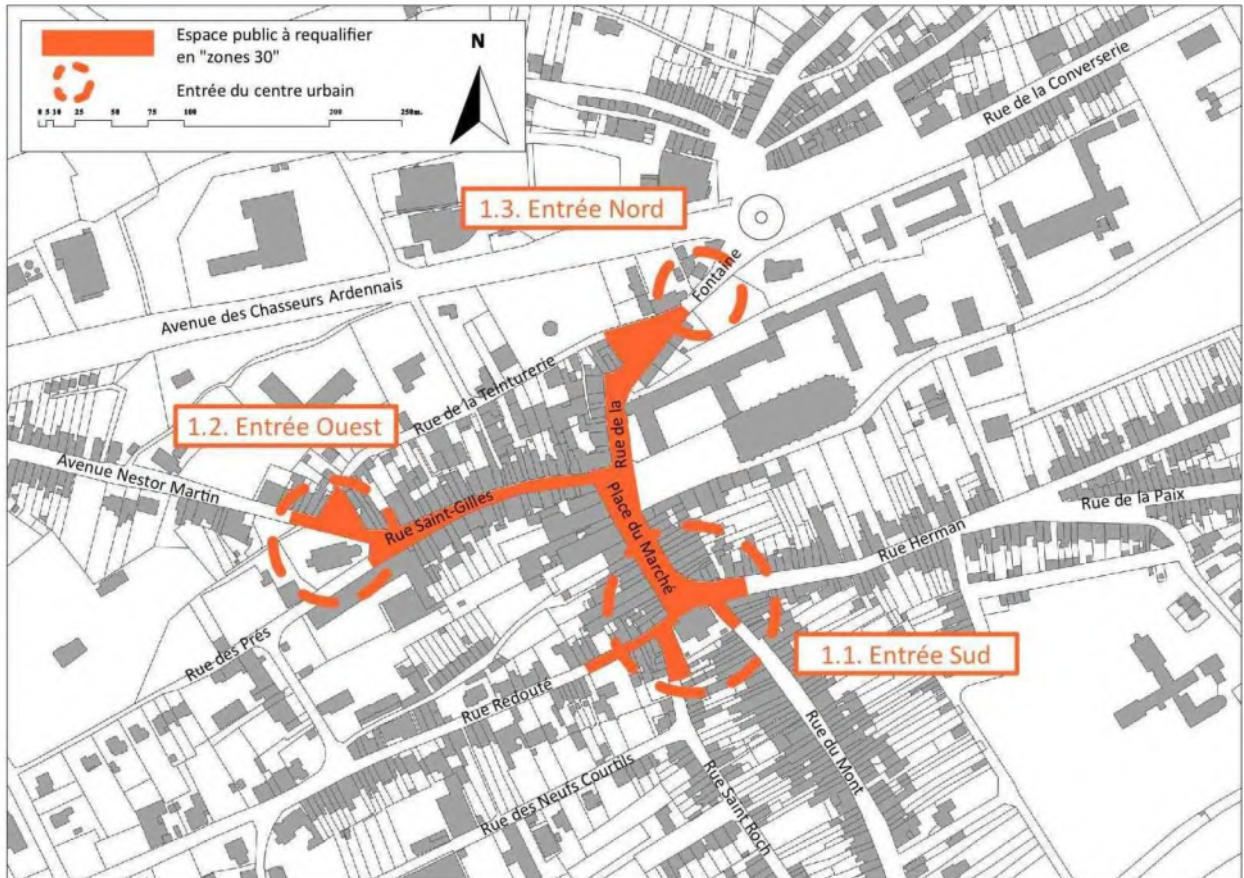 Espace public à requalifier
en "zones 30"
N
Entrée du centre urbain
0 5 10 25 50 75 100 200 250m.
Rue de la Converserie
1.3. Entrée Nord
Fontaine
Avenue des Chasseurs Ardennais
Rue de la Teinturerie
1.2. Entrée Ouest
Rue de la
Avenue Nestor Martin
Rue Saint-Gilles
Place du Marché
Rue de la Paix
Rue Herman
Rue des Prés
1.1. Entrée Sud
Rue Redouté
Rue du Mont
Rue des Neufs Courtils
Rue Saint Roch